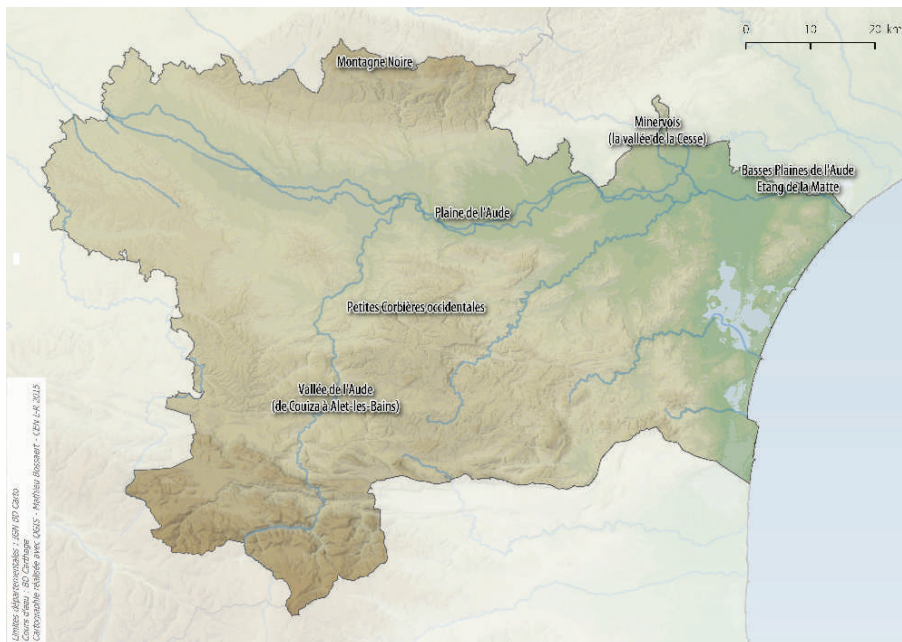 0 10 20 km
Montagne Noire
Minervois
(la vallée de la Cesse)
Basses Plaines de l'Aude
Etang de la Matte
Plaine de l'Aude
Petites Corbières occidentales
Vallée de l'Aude
(de Couiza à Alet-les-Bains)
Limites départementales : IGN BD Carto
Cours d'eau : BD Carthage
Cartographie réalisée avec QGIS - Mathieu Bossaert - CEN L-R 2015